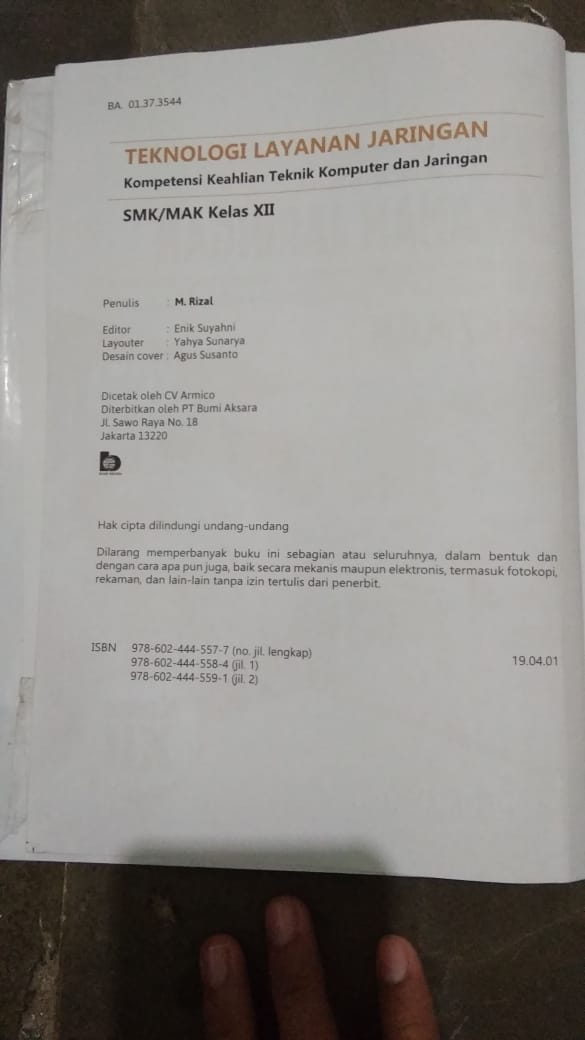 BA. 01.37.3544
TEKNOLOGI LAYANAN JARINGAN
Kompetensi Keahlian Teknik Komputer dan Jaringan
SMK/MAK Kelas XII
Penulis : M. Rizal
Editor : Enik Suyahni
Layouter : Yahya Sunarya
Desain cover : Agus Susanto
Dicetak oleh CV Armico
Diterbitkan oleh PT Bumi Aksara
Jl. Sawo Raya No. 18
Jakarta 13220
Hak cipta dilindungi undang-undang
Dilarang memperbanyak buku ini sebagian atau seluruhnya, dalam bentuk dan
dengan cara apa pun juga, baik secara mekanis maupun elektronis, termasuk fotokopi,
rekaman, dan lain-lain tanpa izin tertulis dari penerbit.
ISBN 978-602-444-557-7 (no. jil. lengkap)
978-602-444-558-4 (jil. 1)
19.04.01
978-602-444-559-1 (jil. 2)